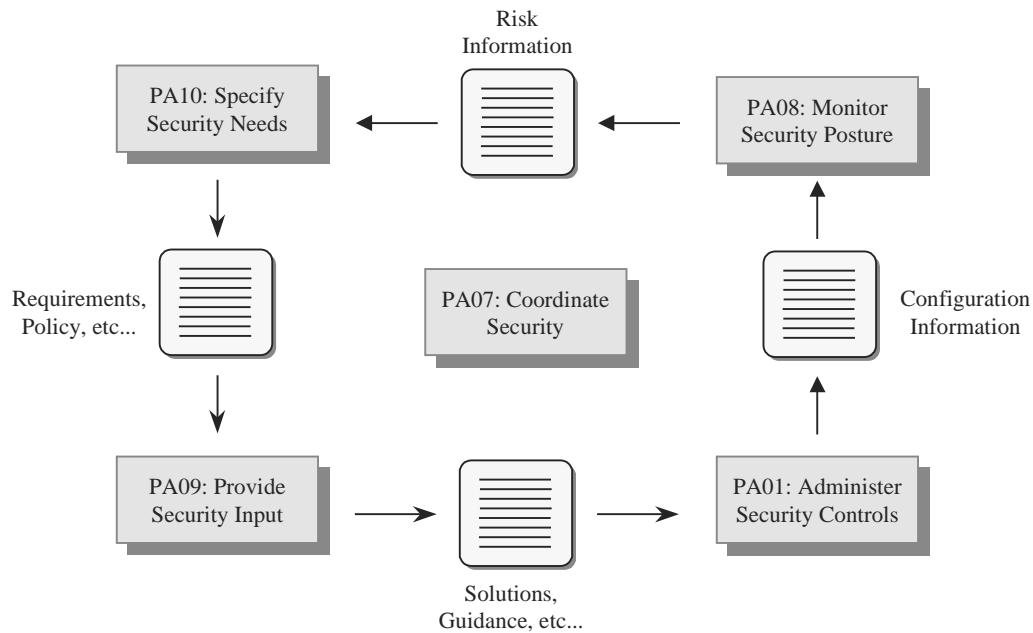 Risk
Information
PA10: Specify
Security Needs
PA08: Monitor
Security Posture
Requirements,
Policy, etc...
PA07: Coordinate
Security
Configuration
Information
PA09: Provide
Security Input
PA01: Administer
Security Controls
Solutions,
Guidance, etc...